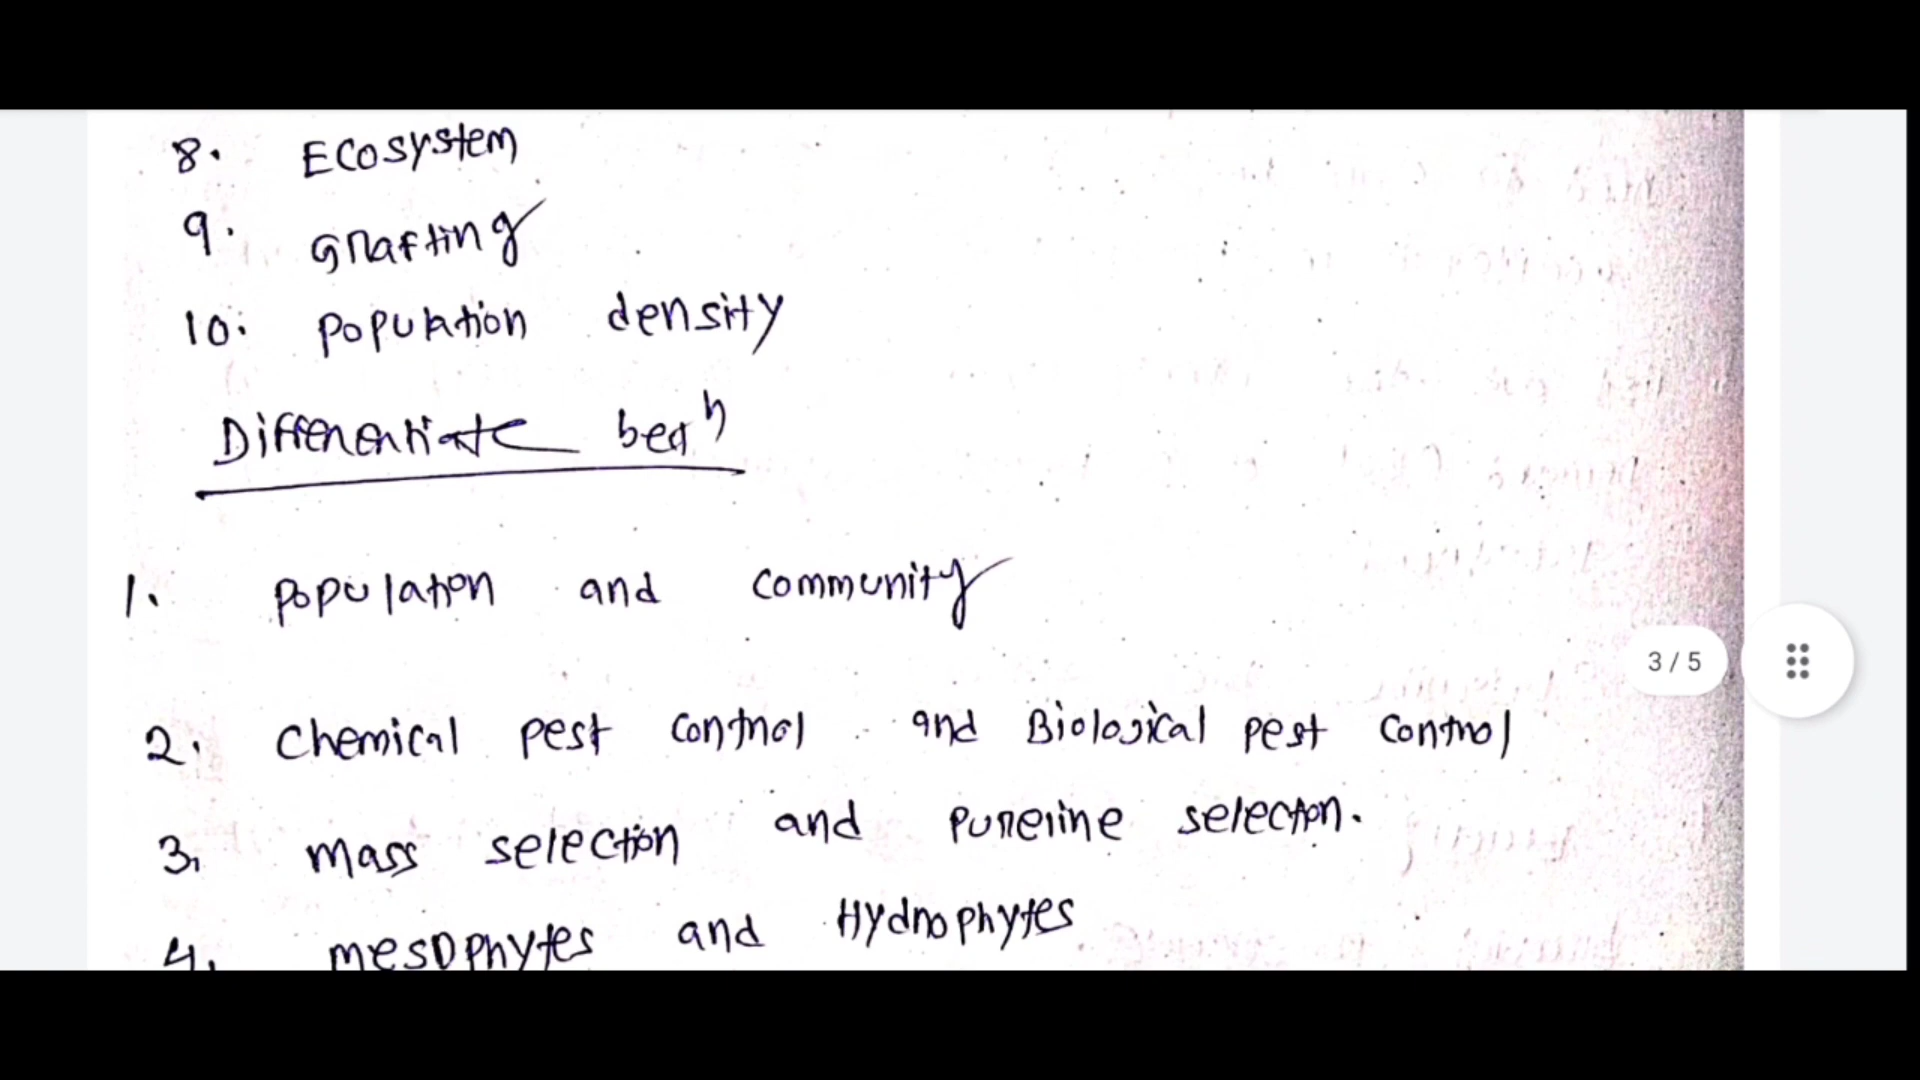 8. Ecosystem
9. Grafting
10. Population density
Differentiate betn
1. Population and community
2. Chemical pest control and Biological pest control
3. Mass selection and pureline selection.
3 / 5
4. mesophytes and Hydrophytes